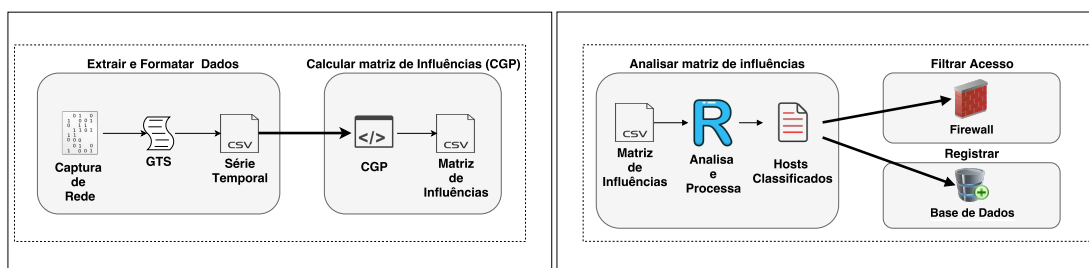 Extrair e Formatar Dados
Captura
de
Rede
GTS
CSV
Série
Temporal
Calcular matriz de Influências (CGP)
</>
CGP
CSV
Matriz
de
Influências
Analisar matriz de influências
CSV
Matriz
de
Influências
R
Analisa
e
Processa
Hosts
Classificados
Filtrar Acesso
Firewall
Registrar
Base de Dados